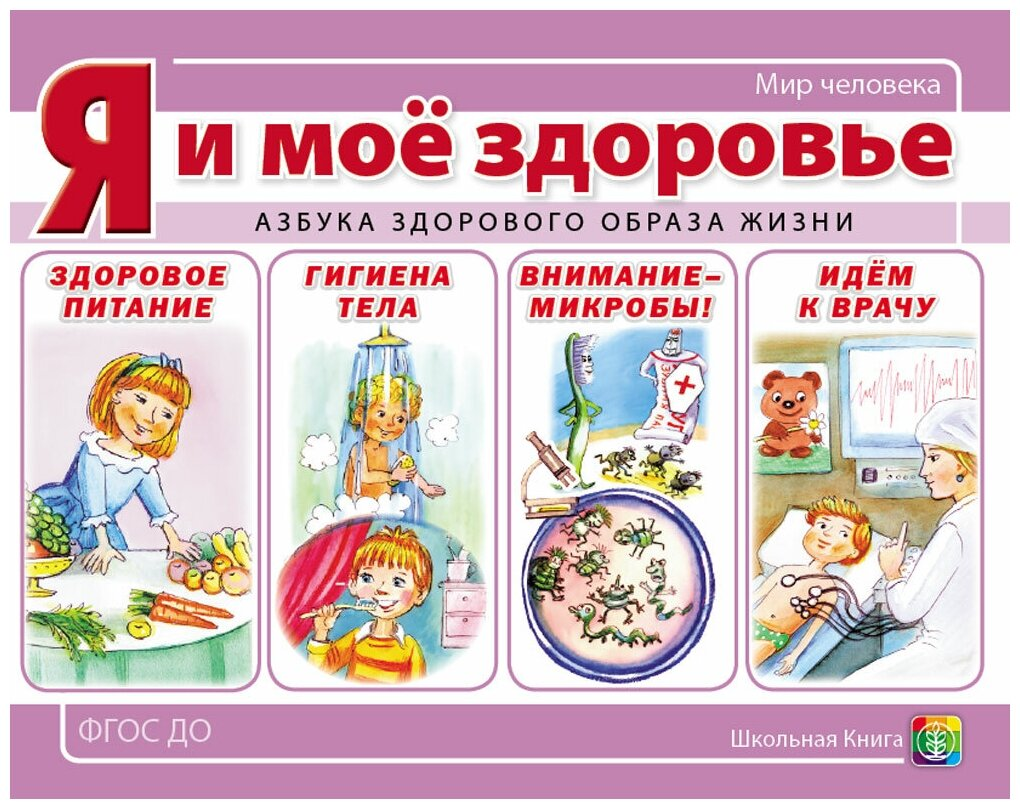 Мир человека
Я и моё здоровье
АЗБУКА ЗДОРОВОГО ОБРАЗА ЖИЗНИ
ЗДОРОВОЕ
ПИТАНИЕ
ГИГИЕНА
ТЕЛА
ВНИМАНИЕ–
МИКРОБЫ!
ИДЁМ
К ВРАЧУ
ФГОС ДО
Школьная Книга